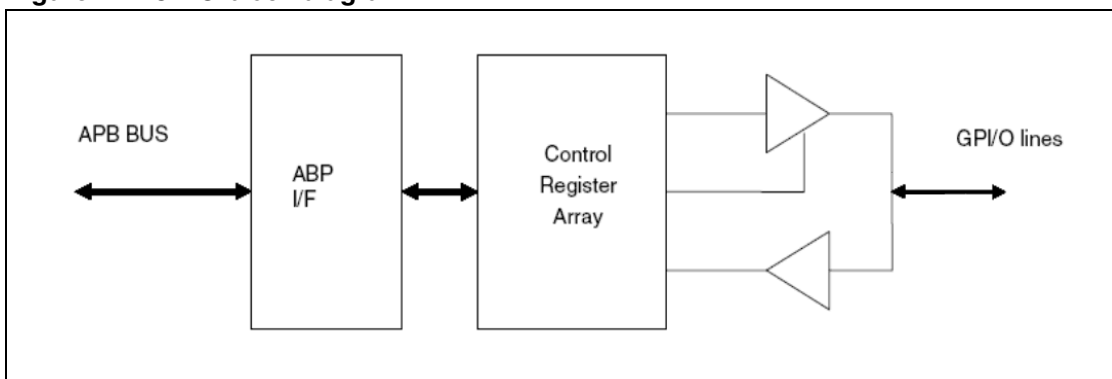 APB BUS
ABP
I/F
Control
Register
Array
GPI/O lines